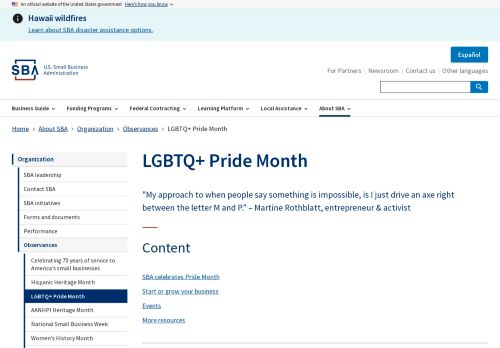 An official website of the United States government Here's how you know
Hawaii wildfires
Learn about SBA disaster assistance options.
Español
For Partners Newsroom Contact us Other languages
SBA
U.S. Small Business
Administration
Business Guide Funding Programs Federal Contracting Learning Platform Local Assistance About SBA
Home > About SBA > Organization > Observances > LGBTQ+ Pride Month
Organization
SBA leadership
Contact SBA
SBA initiatives
Forms and documents
Performance
Observances
Celebrating 70 years of service to
America's small businesses
Hispanic Heritage Month
LGBTQ+ Pride Month
AANHPI Heritage Month
National Small Business Week
Women's History Month
LGBTQ+ Pride Month
"My approach to when people say something is impossible, is I just drive an axe right
between the letter M and P." – Martine Rothblatt, entrepreneur & activist
Content
SBA celebrates Pride Month
Start or grow your business
Events
More resources